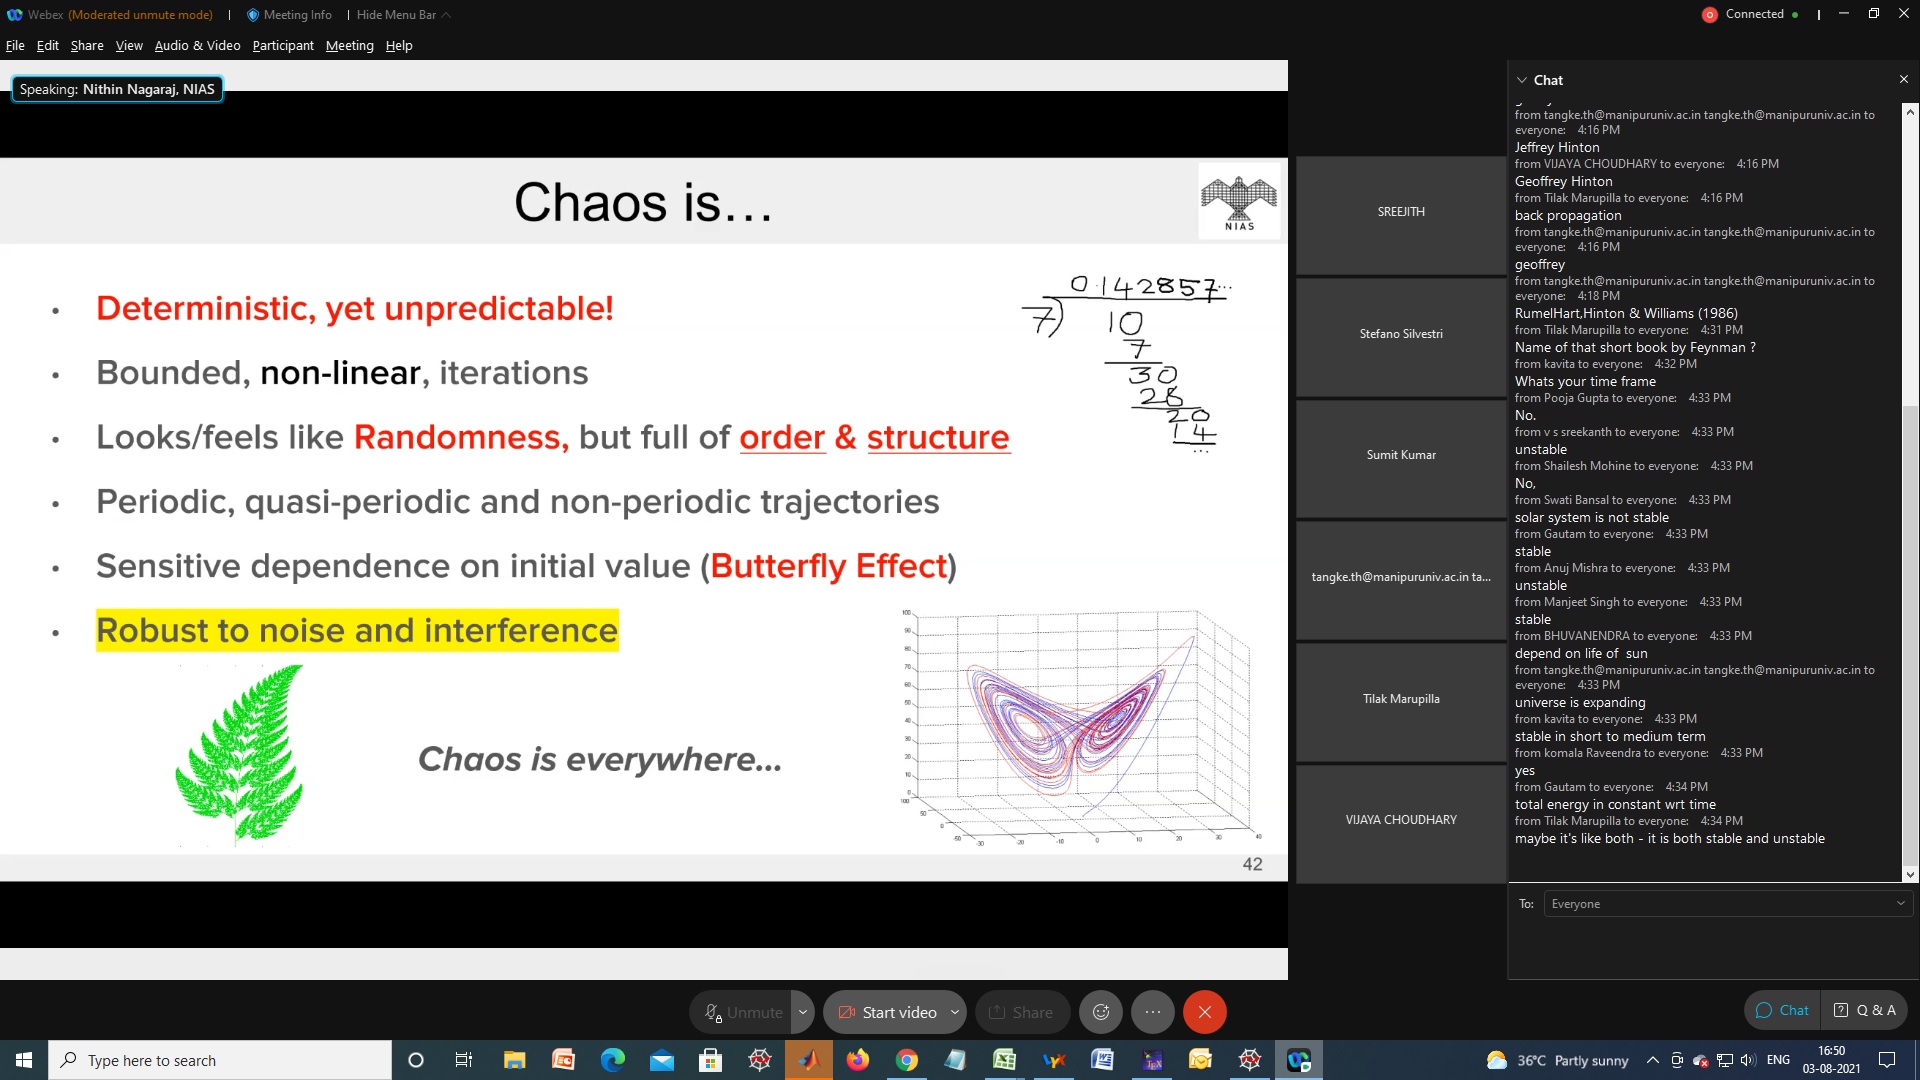 Webex (Moderated unmute mode) | Meeting Info | Hide Menu Bar
Connected
File Edit Share View Audio & Video Participant Meeting Help
Speaking: Nithin Nagaraj, NIAS
Chaos is...
NIAS
• Deterministic, yet unpredictable!
• Bounded, non-linear, iterations
• Looks/feels like Randomness, but full of order & structure
• Periodic, quasi-periodic and non-periodic trajectories
• Sensitive dependence on initial value (Butterfly Effect)
• Robust to noise and interference
Chaos is everywhere...
0.142857...
7) 10
7
30
28
20
14
...
42
SREEJITH
Stefano Silvestri
Sumit Kumar
tangke.th@manipuruniv.ac.in ta...
Tilak Marupilla
VIJAYA CHOUDHARY
Chat
from tangke.th@manipuruniv.ac.in tangke.th@manipuruniv.ac.in to
everyone: 4:16 PM
Jeffrey Hinton
from VIJAYA CHOUDHARY to everyone: 4:16 PM
Geoffrey Hinton
from Tilak Marupilla to everyone: 4:16 PM
back propagation
from tangke.th@manipuruniv.ac.in tangke.th@manipuruniv.ac.in to
everyone: 4:16 PM
geoffrey
from tangke.th@manipuruniv.ac.in tangke.th@manipuruniv.ac.in to
everyone: 4:18 PM
RumelHart,Hinton & Williams (1986)
from Tilak Marupilla to everyone: 4:31 PM
Name of that short book by Feynman ?
from kavita to everyone: 4:32 PM
Whats your time frame
from Pooja Gupta to everyone: 4:33 PM
No.
from v s sreekanth to everyone: 4:33 PM
unstable
from Shailesh Mohine to everyone: 4:33 PM
No,
from Swati Bansal to everyone: 4:33 PM
solar system is not stable
from Gautam to everyone: 4:33 PM
stable
from Anuj Mishra to everyone: 4:33 PM
unstable
from Manjeet Singh to everyone: 4:33 PM
stable
from BHUVANENDRA to everyone: 4:33 PM
depend on life of sun
from tangke.th@manipuruniv.ac.in tangke.th@manipuruniv.ac.in to
everyone: 4:33 PM
universe is expanding
from kavita to everyone: 4:33 PM
stable in short to medium term
from komala Raveendra to everyone: 4:33 PM
yes
from Gautam to everyone: 4:34 PM
total energy in constant wrt time
from Tilak Marupilla to everyone: 4:34 PM
maybe it's like both - it is both stable and unstable
To: Everyone
Unmute Start video Share
Chat Q & A
Type here to search
36°C Partly sunny
ENG
16:50
03-08-2021